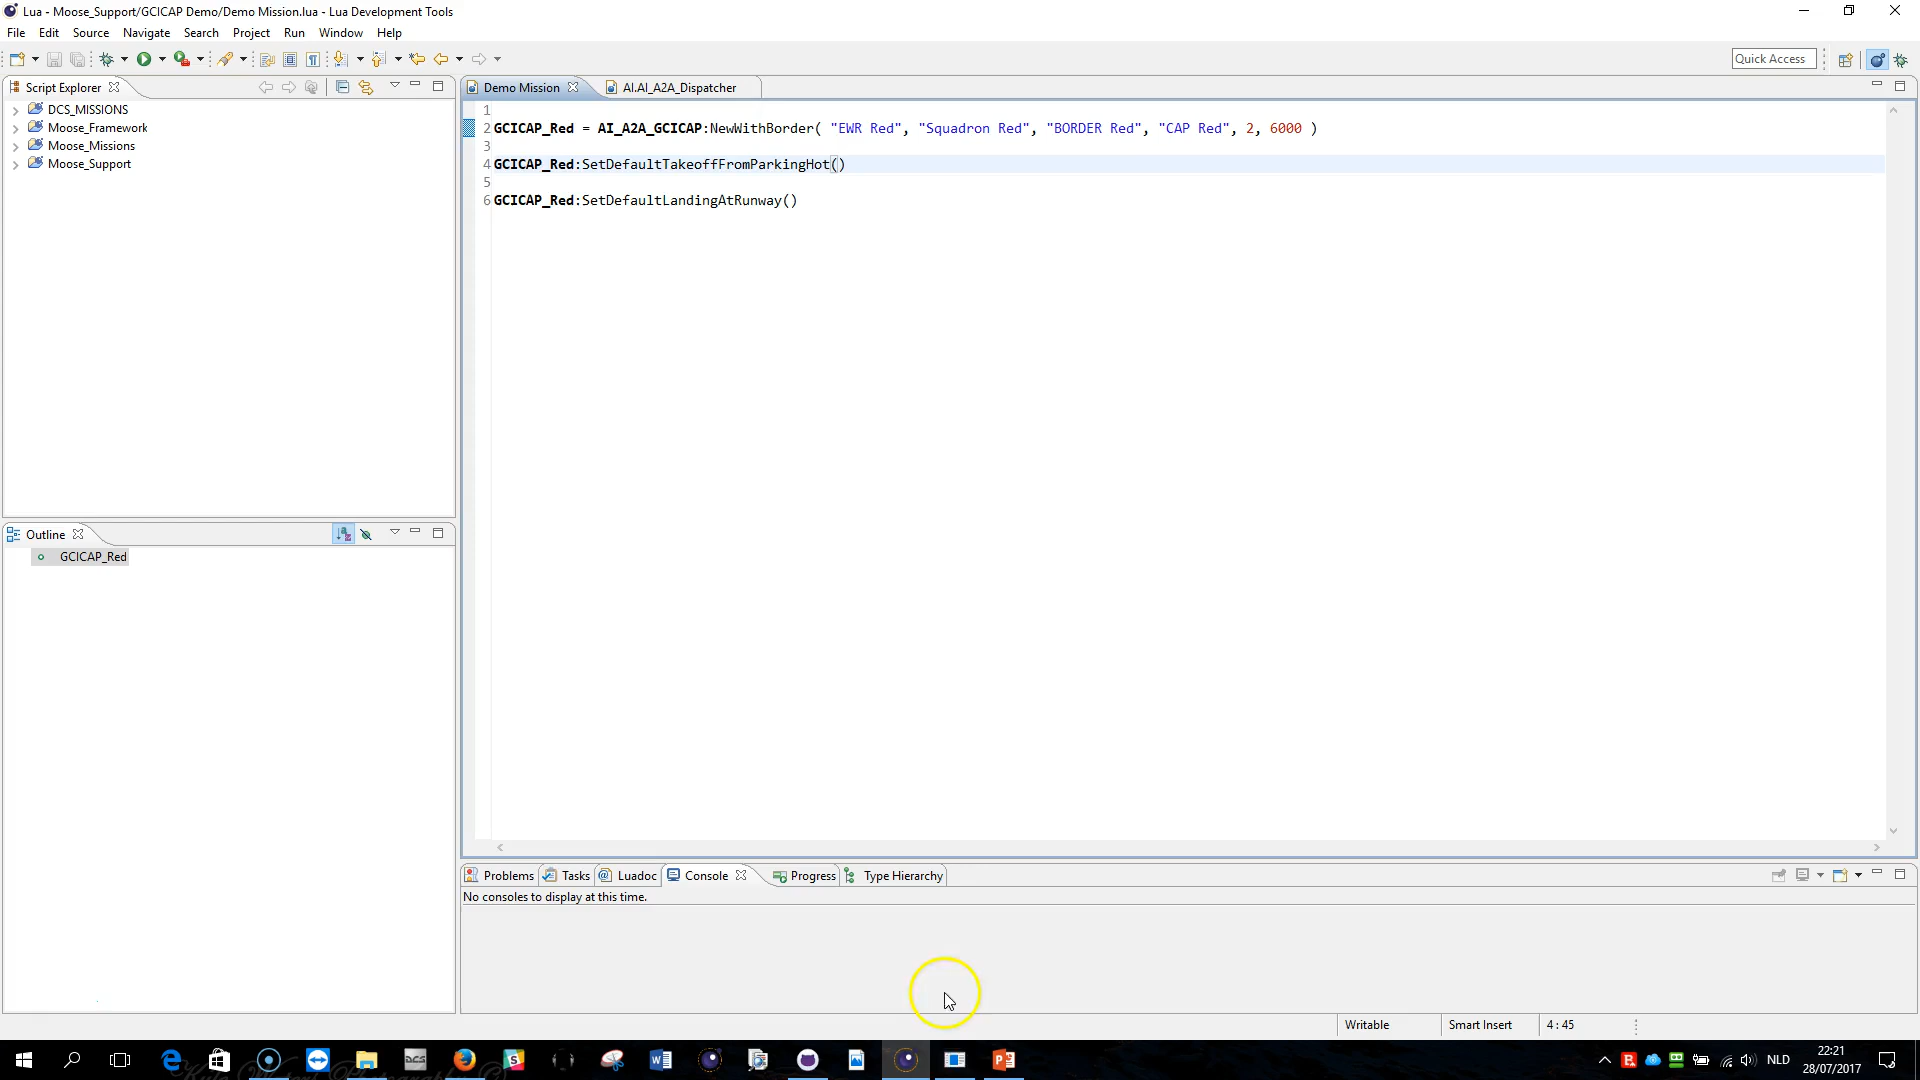 Lua - Moose_Support/GCICAP Demo/Demo Mission.lua - Lua Development Tools
File Edit Source Navigate Search Project Run Window Help
Quick Access
Script Explorer
DCS_MISSIONS
Moose_Framework
Moose_Missions
Moose_Support
Demo Mission
AI.AI_A2A_Dispatcher
1
2 GCICAP_Red = AI_A2A_GCICAP:NewWithBorder( "EWR Red", "Squadron Red", "BORDER Red", "CAP Red", 2, 6000 )
3
4 GCICAP_Red:SetDefaultTakeoffFromParkingHot()
5
6 GCICAP_Red:SetDefaultLandingAtRunway()
Outline
GCICAP_Red
Problems Tasks Luadoc Console Progress Type Hierarchy
No consoles to display at this time.
Writable Smart Insert 4 : 45
NLD
22:21
28/07/2017